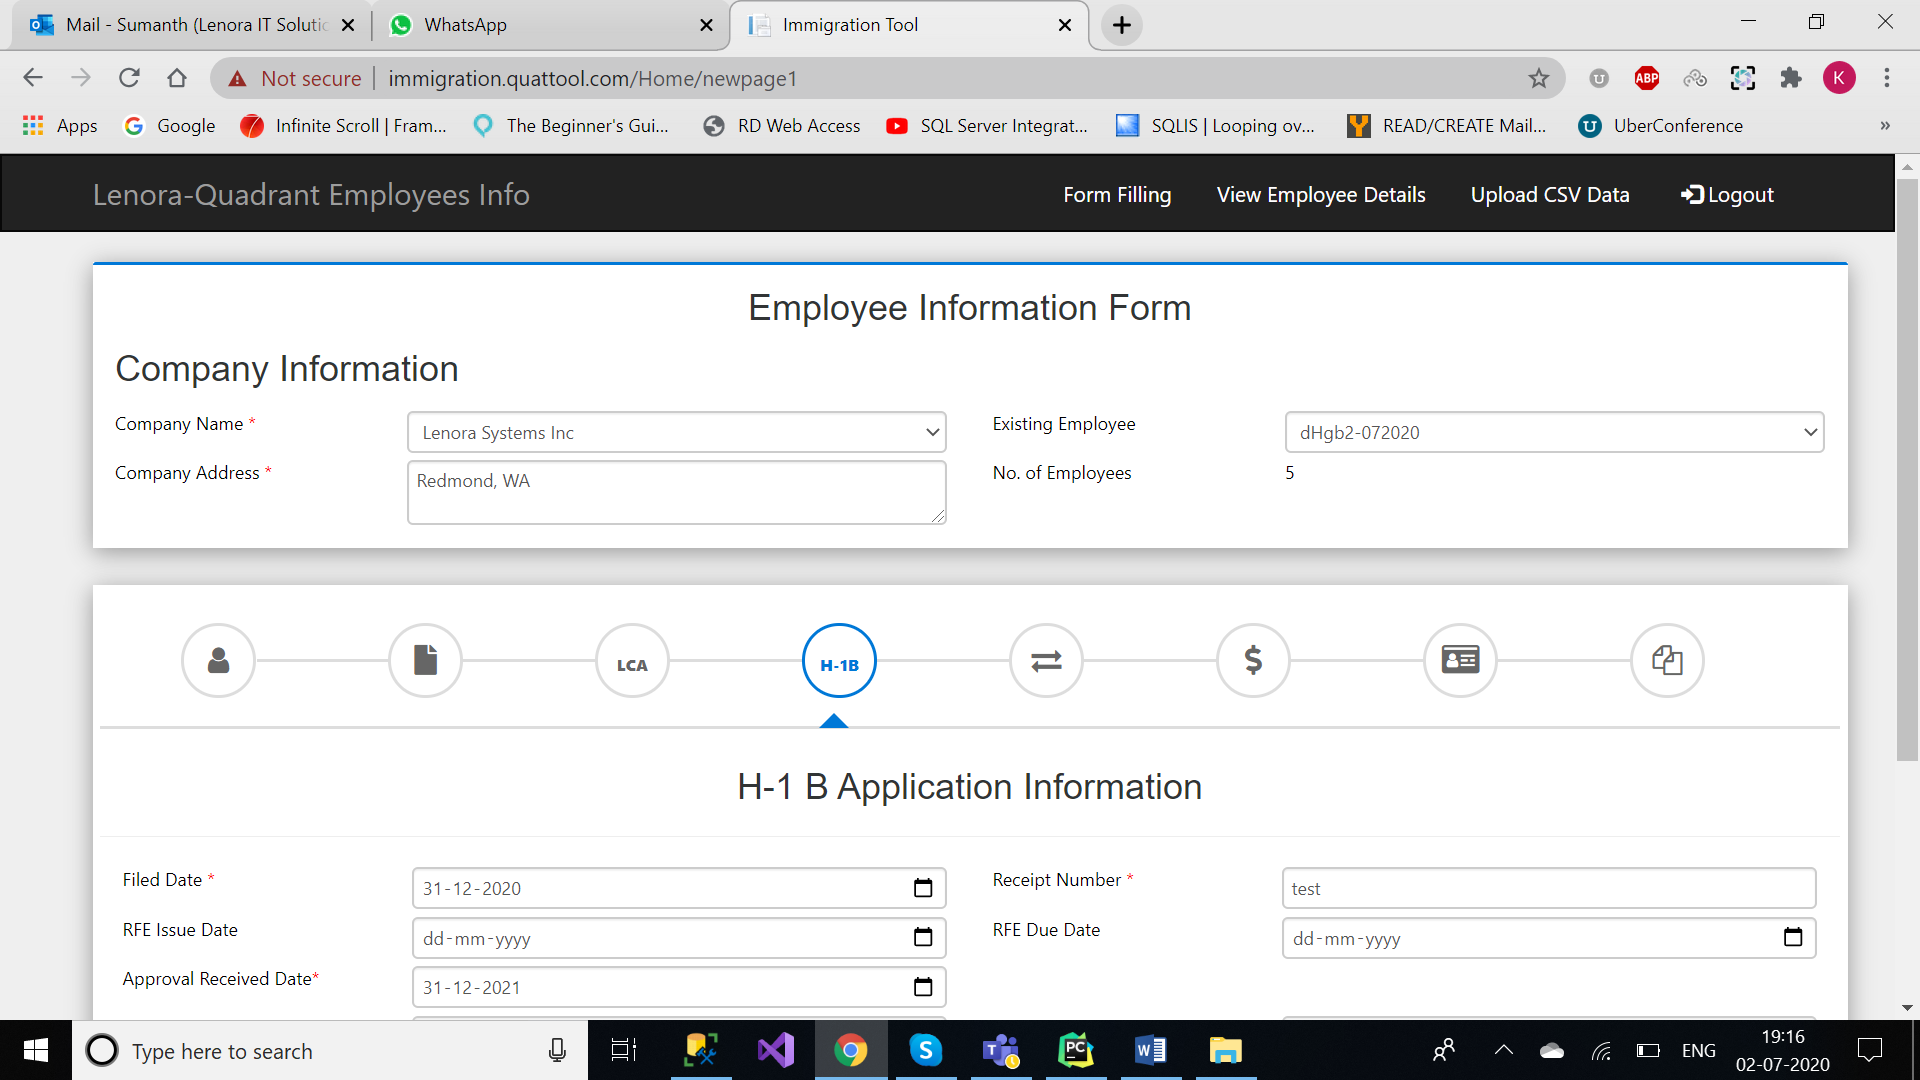 Mail - Sumanth (Lenora IT Solutic
WhatsApp
Immigration Tool
Not secure | immigration.quattool.com/Home/newpage1
ABP
K
Apps
Google
Infinite Scroll | Fram...
The Beginner's Gui...
RD Web Access
SQL Server Integrat...
SQLIS | Looping ov...
READ/CREATE Mail...
UberConference
»
Lenora-Quadrant Employees Info
Form Filling
View Employee Details
Upload CSV Data
Logout
Employee Information Form
Company Information
Company Name *
Lenora Systems Inc
Existing Employee
dHgb2-072020
Company Address *
Redmond, WA
No. of Employees
5
LCA
H-1B
$
H-1 B Application Information
Filed Date *
31-12-2020
Receipt Number *
test
RFE Issue Date
dd-mm-yyyy
RFE Due Date
dd-mm-yyyy
Approval Received Date*
31-12-2021
Type here to search
ENG
19:16
02-07-2020